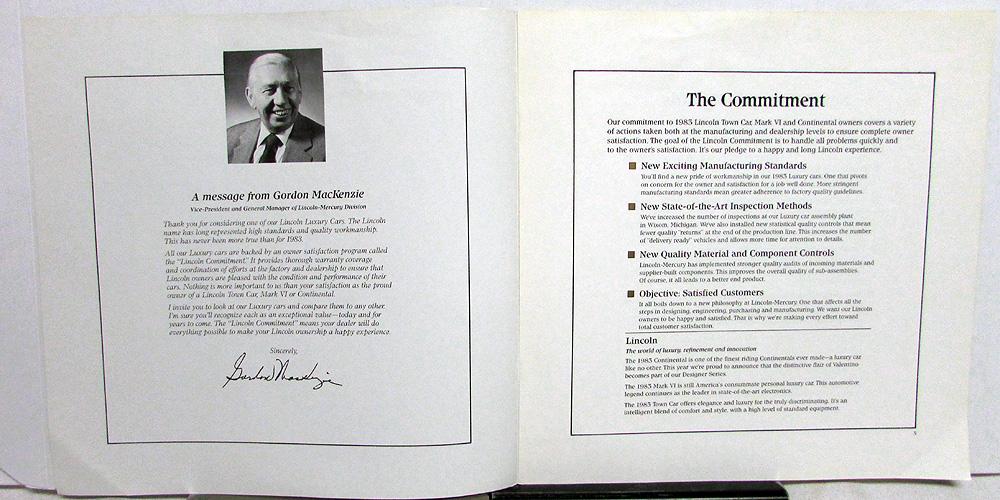 A message from Gordon MacKenzie
Vice-President and General Manager of Lincoln-Mercury Division
Thank you for considering one of our Lincoln Luxury Cars. The Lincoln
name has long represented high standards and quality workmanship.
This has never been more true than for 1983.
All our Luxury cars are backed by an owner satisfaction program called
the "Lincoln Commitment." It provides thorough warranty coverage
and coordination of efforts at the factory and dealership to ensure that
Lincoln owners are pleased with the condition and performance of their
cars. Nothing is more important to us than your satisfaction as the proud
owner of a Lincoln Town Car, Mark VI or Continental.
I invite you to look at our Luxury cars and compare them to any other.
I'm sure you'll recognize each as an exceptional value—today and for
years to come. The "Lincoln Commitment" means your dealer will do
everything possible to make your Lincoln ownership a happy experience.
Sincerely,
Gordon MacKenzie
The Commitment
Our commitment to 1983 Lincoln Town Car, Mark VI and Continental owners covers a variety
of actions taken both at the manufacturing and dealership levels to ensure complete owner
satisfaction. The goal of the Lincoln Commitment is to handle all problems quickly and
to the owner's satisfaction. It's our pledge to a happy and long Lincoln experience.
New Exciting Manufacturing Standards
You'll find a new pride of workmanship in our 1983 Luxury cars. One that pivots
on concern for the owner and satisfaction for a job well done. More stringent
manufacturing standards mean greater adherence to factory quality guidelines.
New State-of-the-Art Inspection Methods
We've increased the number of inspections at our Luxury car assembly plant
in Wixom, Michigan. We've also installed new statistical quality controls that mean
fewer quality "returns" at the end of the production line. This increases the number
of "delivery ready" vehicles and allows more time for attention to details.
New Quality Material and Component Controls
Lincoln-Mercury has implemented stronger quality audits of incoming materials and
supplier-built components. This improves the overall quality of sub-assemblies.
Of course, it all leads to a better end product.
Objective: Satisfied Customers
It all boils down to a new philosophy at Lincoln-Mercury. One that affects all the
steps in designing, engineering, purchasing and manufacturing. We want our Lincoln
owners to be happy and satisfied. That is why we're making every effort toward
total customer satisfaction.
Lincoln
The world of luxury, refinement and innovation
The 1983 Continental is one of the finest riding Continentals ever made—a luxury car
like no other. This year we're proud to announce that the distinctive flair of Valentino
becomes part of our Designer Series.
The 1983 Mark VI is still America's consummate personal luxury car. This automotive
legend continues as the leader in state-of-the-art electronics.
The 1983 Town Car offers elegance and luxury for the truly discriminating. It's an
intelligent blend of comfort and style, with a high level of standard equipment.